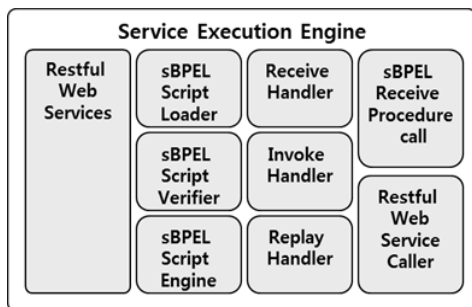 Service Execution Engine
Restful
Web
Services
sBPEL
Script
Loader
sBPEL
Script
Verifier
sBPEL
Script
Engine
Receive
Handler
Invoke
Handler
Replay
Handler
sBPEL
Receive
Procedure
call
Restful
Web
Service
Caller